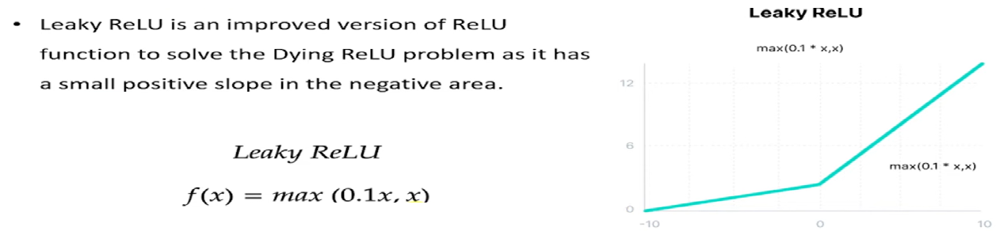 • Leaky ReLU is an improved version of ReLU
function to solve the Dying ReLU problem as it has
a small positive slope in the negative area.
Leaky ReLU
f(x) = max (0.1x, x)
Leaky ReLU
max(0.1 * x,x)
12
6
max(0.1 * x,x)
0
-10 0 10